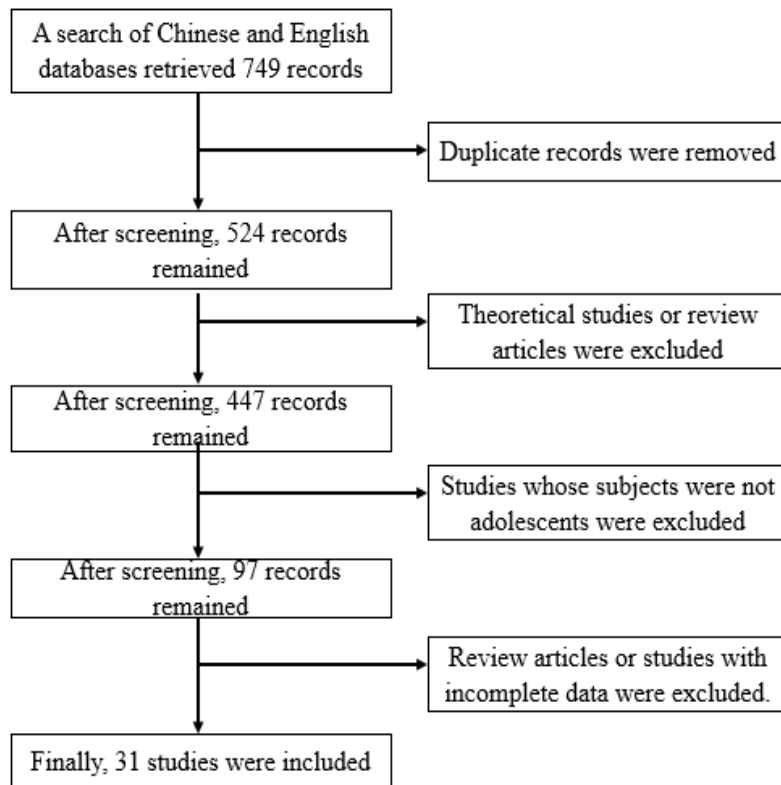 A search of Chinese and English
databases retrieved 749 records
Duplicate records were removed
After screening, 524 records
remained
Theoretical studies or review
articles were excluded
After screening, 447 records
remained
Studies whose subjects were not
adolescents were excluded
After screening, 97 records
remained
Review articles or studies with
incomplete data were excluded.
Finally, 31 studies were included